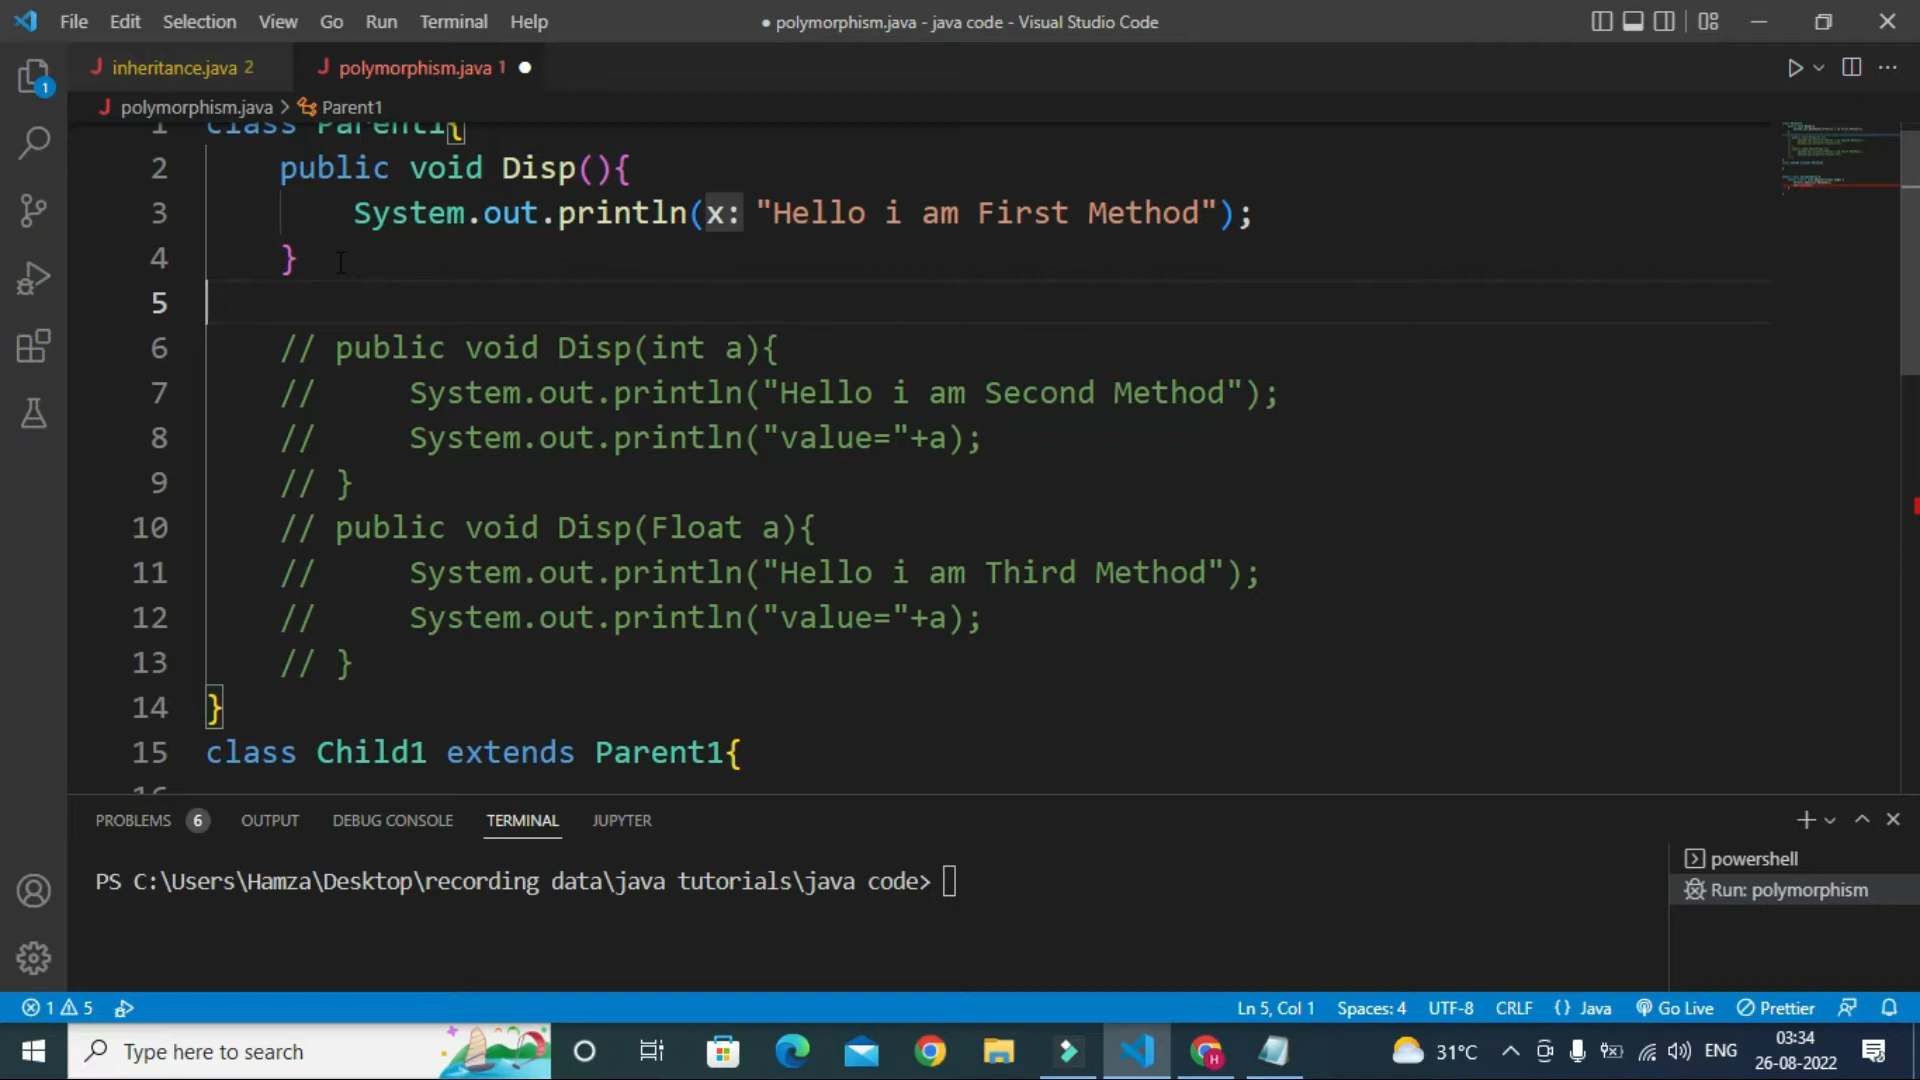 File Edit Selection View Go Run Terminal Help
● polymorphism.java - java code - Visual Studio Code
J inheritance.java 2
J polymorphism.java 1 ●
J polymorphism.java > Parent1
1 class Parent1{
2 public void Disp(){
3 System.out.println(x: "Hello i am First Method");
4 }
5
6 // public void Disp(int a){
7 // System.out.println("Hello i am Second Method");
8 // System.out.println("value="+a);
9 // }
10 // public void Disp(Float a){
11 // System.out.println("Hello i am Third Method");
12 // System.out.println("value="+a);
13 // }
14 }
15 class Child1 extends Parent1{
16
1
PROBLEMS 6 OUTPUT DEBUG CONSOLE TERMINAL JUPYTER
PS C:\Users\Hamza\Desktop\recording data\java tutorials\java code>
powershell
Run: polymorphism
1 5
Ln 5, Col 1 Spaces: 4 UTF-8 CRLF {} Java Go Live Prettier
Type here to search
H
31°C
ENG
03:34
26-08-2022